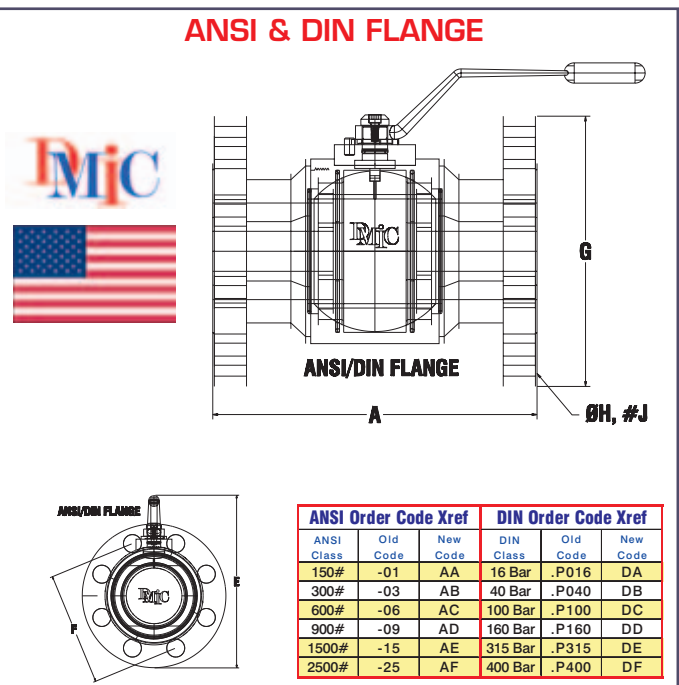 ANSI & DIN FLANGE
DMIC
DMIC
G
ANSI/DIN FLANGE
A
ØH, #J
ANSI/DIN FLANGE
E
F
DMIC
ANSI Order Code Xref DIN Order Code Xref
ANSI Class Old Code New Code DIN Class Old Code New Code
150# -01 AA 16 Bar .P016 DA
300# -03 AB 40 Bar .P040 DB
600# -06 AC 100 Bar .P100 DC
900# -09 AD 160 Bar .P160 DD
1500# -15 AE 315 Bar .P315 DE
2500# -25 AF 400 Bar .P400 DF